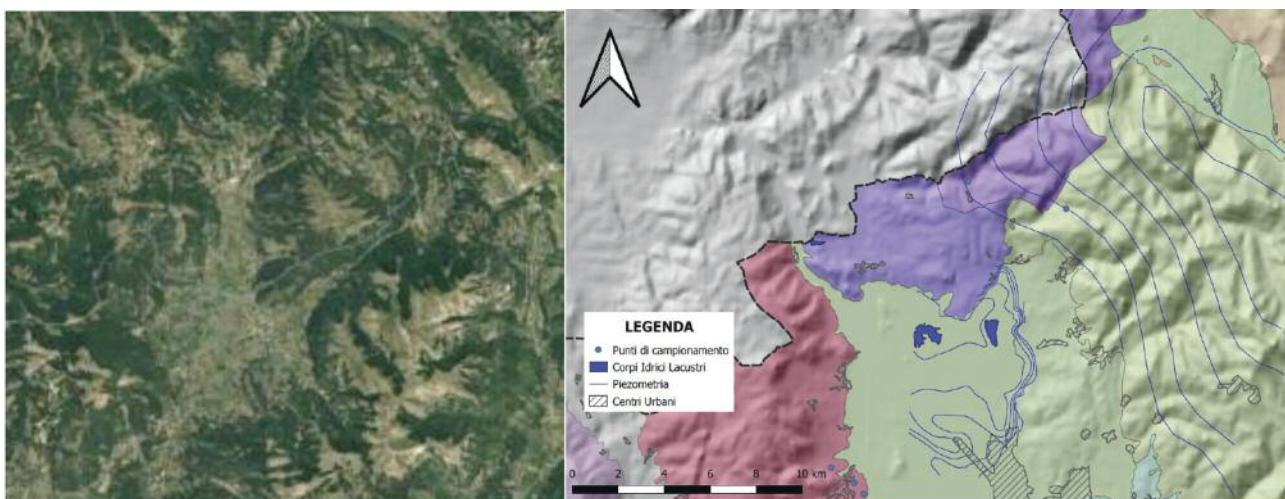 LEGENDA
Punti di campionamento
Corpi Idrici Lacustri
Piezometria
Centri Urbani
0 2 4 6 8 10 km